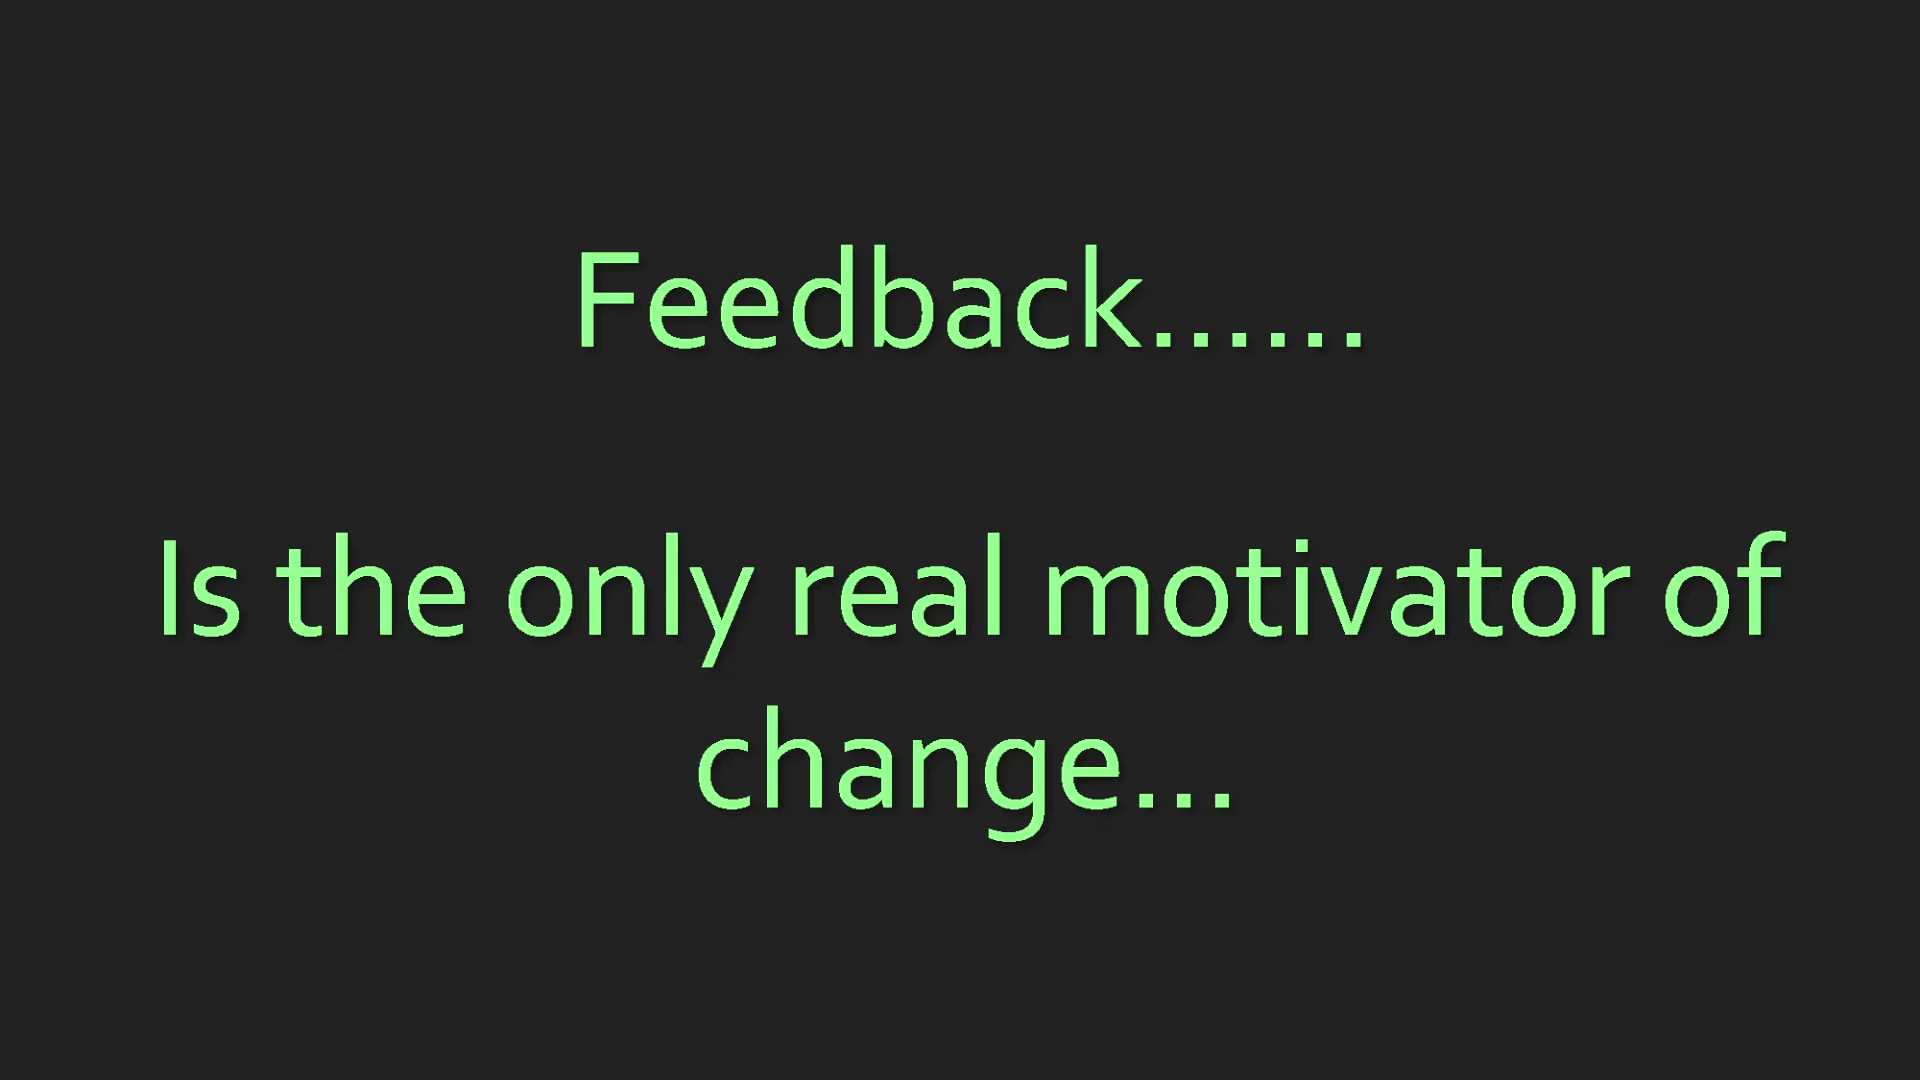 Feedback......
Is the only real motivator of
change...